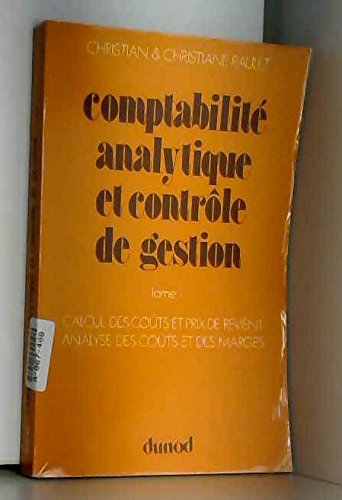 CHRISTIAN & CHRISTIANE RAULET
comptabilité
analytique
et contrôle
de gestion
Tome 1
CALCUL DES COÛTS ET PRIX DE REVIENT
ANALYSE DES COÛTS ET DES MARGES
dunod